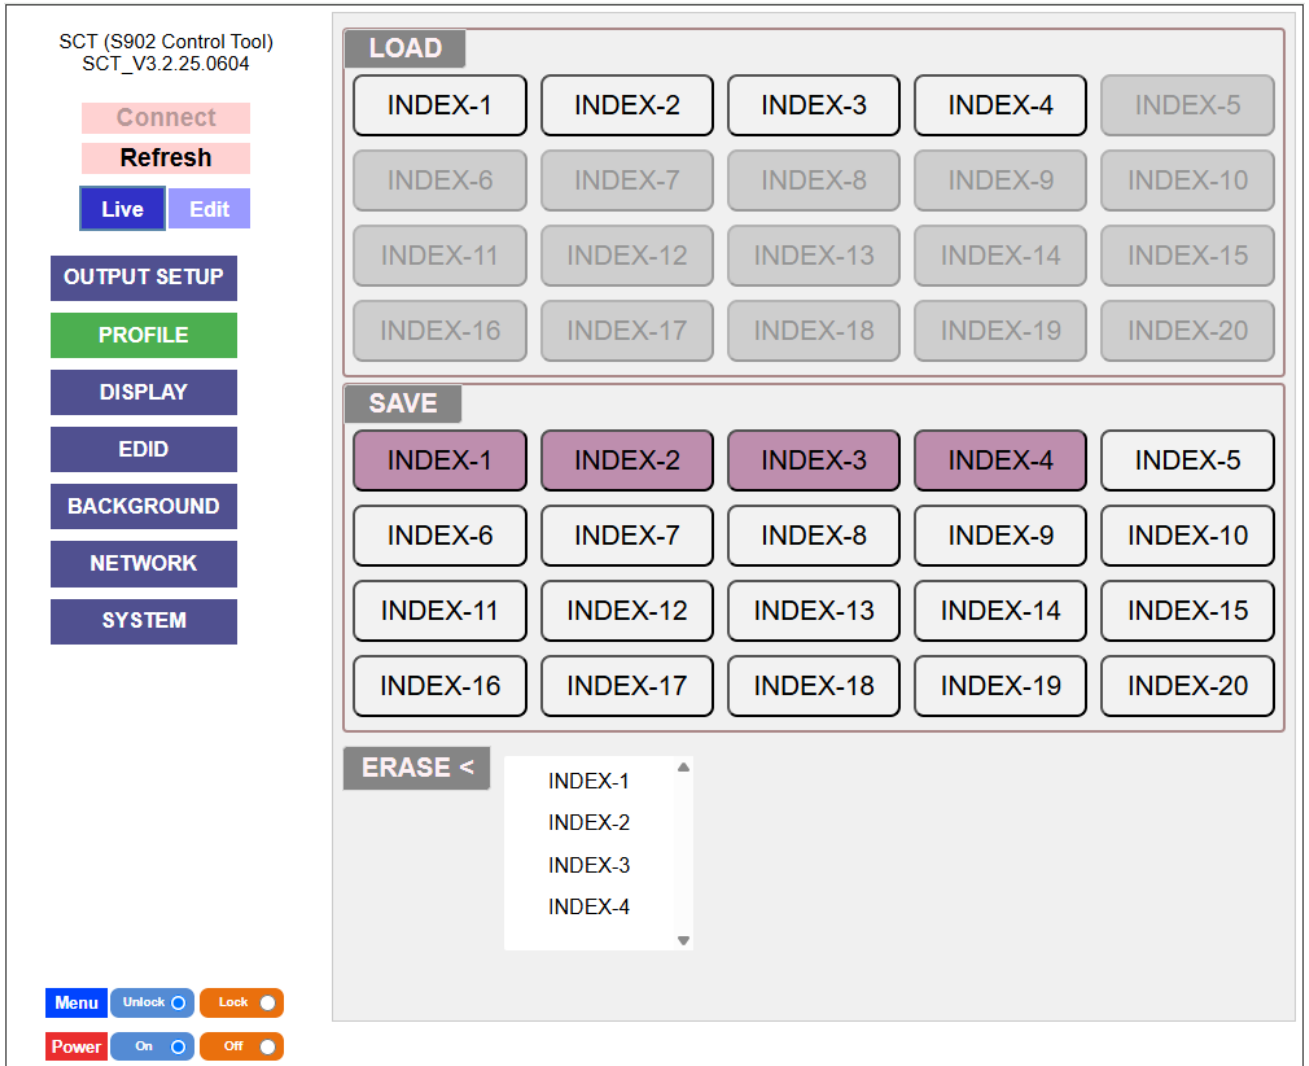 SCT (S902 Control Tool)
SCT_V3.2.25.0604
Connect
Refresh
Live Edit
OUTPUT SETUP
PROFILE
DISPLAY
EDID
BACKGROUND
NETWORK
SYSTEM
Menu Unlock Lock
Power On Off
LOAD
INDEX-1 INDEX-2 INDEX-3 INDEX-4 INDEX-5
INDEX-6 INDEX-7 INDEX-8 INDEX-9 INDEX-10
INDEX-11 INDEX-12 INDEX-13 INDEX-14 INDEX-15
INDEX-16 INDEX-17 INDEX-18 INDEX-19 INDEX-20
SAVE
INDEX-1 INDEX-2 INDEX-3 INDEX-4 INDEX-5
INDEX-6 INDEX-7 INDEX-8 INDEX-9 INDEX-10
INDEX-11 INDEX-12 INDEX-13 INDEX-14 INDEX-15
INDEX-16 INDEX-17 INDEX-18 INDEX-19 INDEX-20
ERASE <
INDEX-1
INDEX-2
INDEX-3
INDEX-4